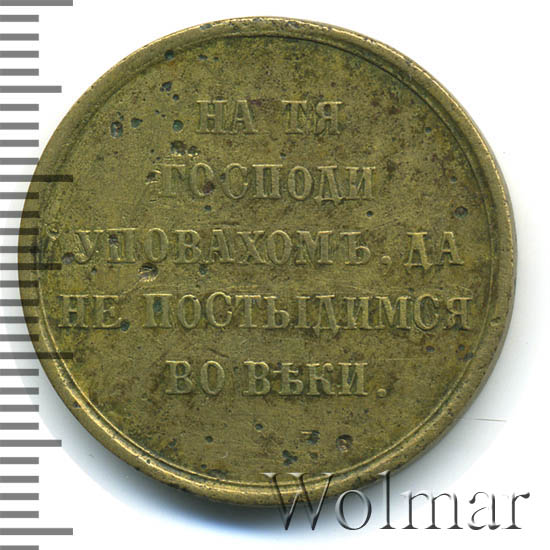 НА ТЯ
ГОСПОДИ
УПОВАХОМЪ. ДА
НЕ ПОСТЫДИМСЯ
ВО ВѢКИ.
Wolmar